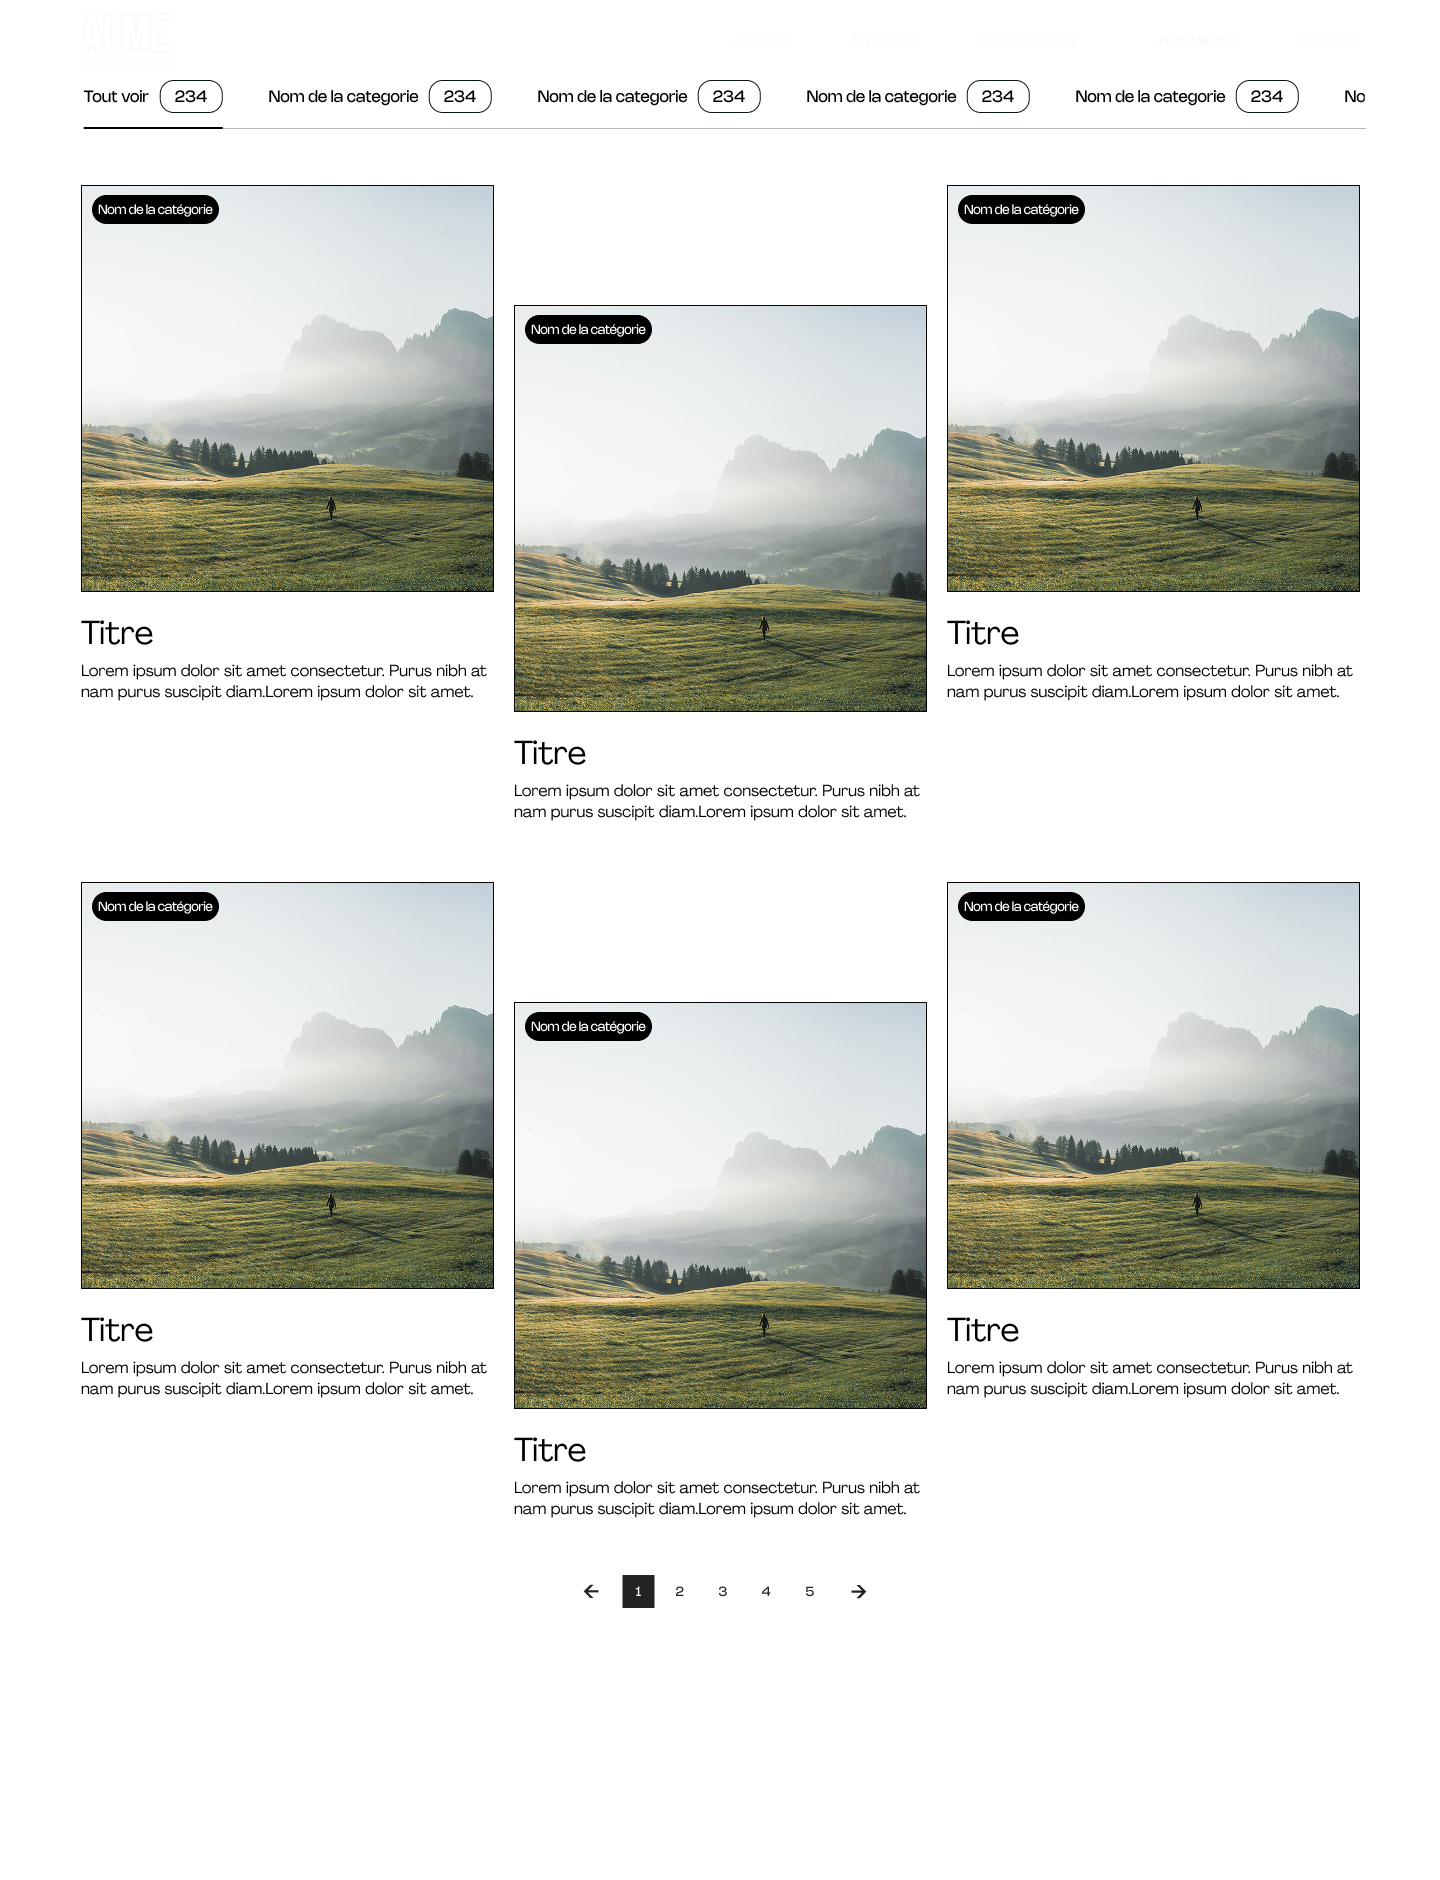 ACME
Accueil
À propos
Nos services
Actualités
Contact
Tout voir 234
Nom de la categorie 234
Nom de la categorie 234
Nom de la categorie 234
Nom de la categorie 234
No
Nom de la catégorie
Titre
Lorem ipsum dolor sit amet consectetur. Purus nibh at
nam purus suscipit diam.Lorem ipsum dolor sit amet.
Nom de la catégorie
Titre
Lorem ipsum dolor sit amet consectetur. Purus nibh at
nam purus suscipit diam.Lorem ipsum dolor sit amet.
Nom de la catégorie
Titre
Lorem ipsum dolor sit amet consectetur. Purus nibh at
nam purus suscipit diam.Lorem ipsum dolor sit amet.
Nom de la catégorie
Titre
Lorem ipsum dolor sit amet consectetur. Purus nibh at
nam purus suscipit diam.Lorem ipsum dolor sit amet.
Nom de la catégorie
Titre
Lorem ipsum dolor sit amet consectetur. Purus nibh at
nam purus suscipit diam.Lorem ipsum dolor sit amet.
Nom de la catégorie
Titre
Lorem ipsum dolor sit amet consectetur. Purus nibh at
nam purus suscipit diam.Lorem ipsum dolor sit amet.
← 1 2 3 4 5 →